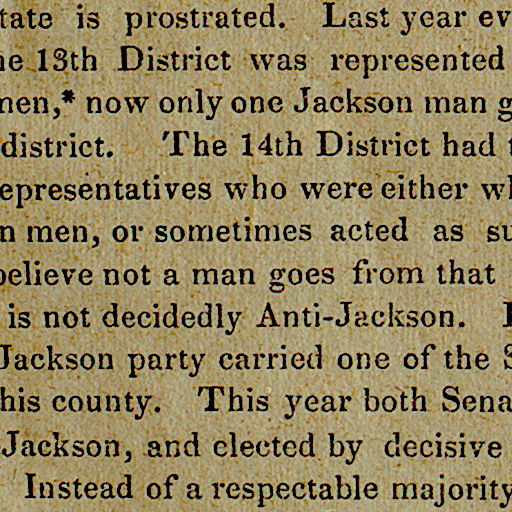 tate is prostrated. Last year ev
he 13th District was represented
men,* now only one Jackson man g
district. 'The 14th District had t
epresentatives who were either wh
n men, or sometimes acted as su
believe not a man goes from that
is not decidedly Anti-Jackson.
Jackson party carried one of the S
his county. This year both Sena
Jackson, and elected by decisive
Instead of a respectable majority